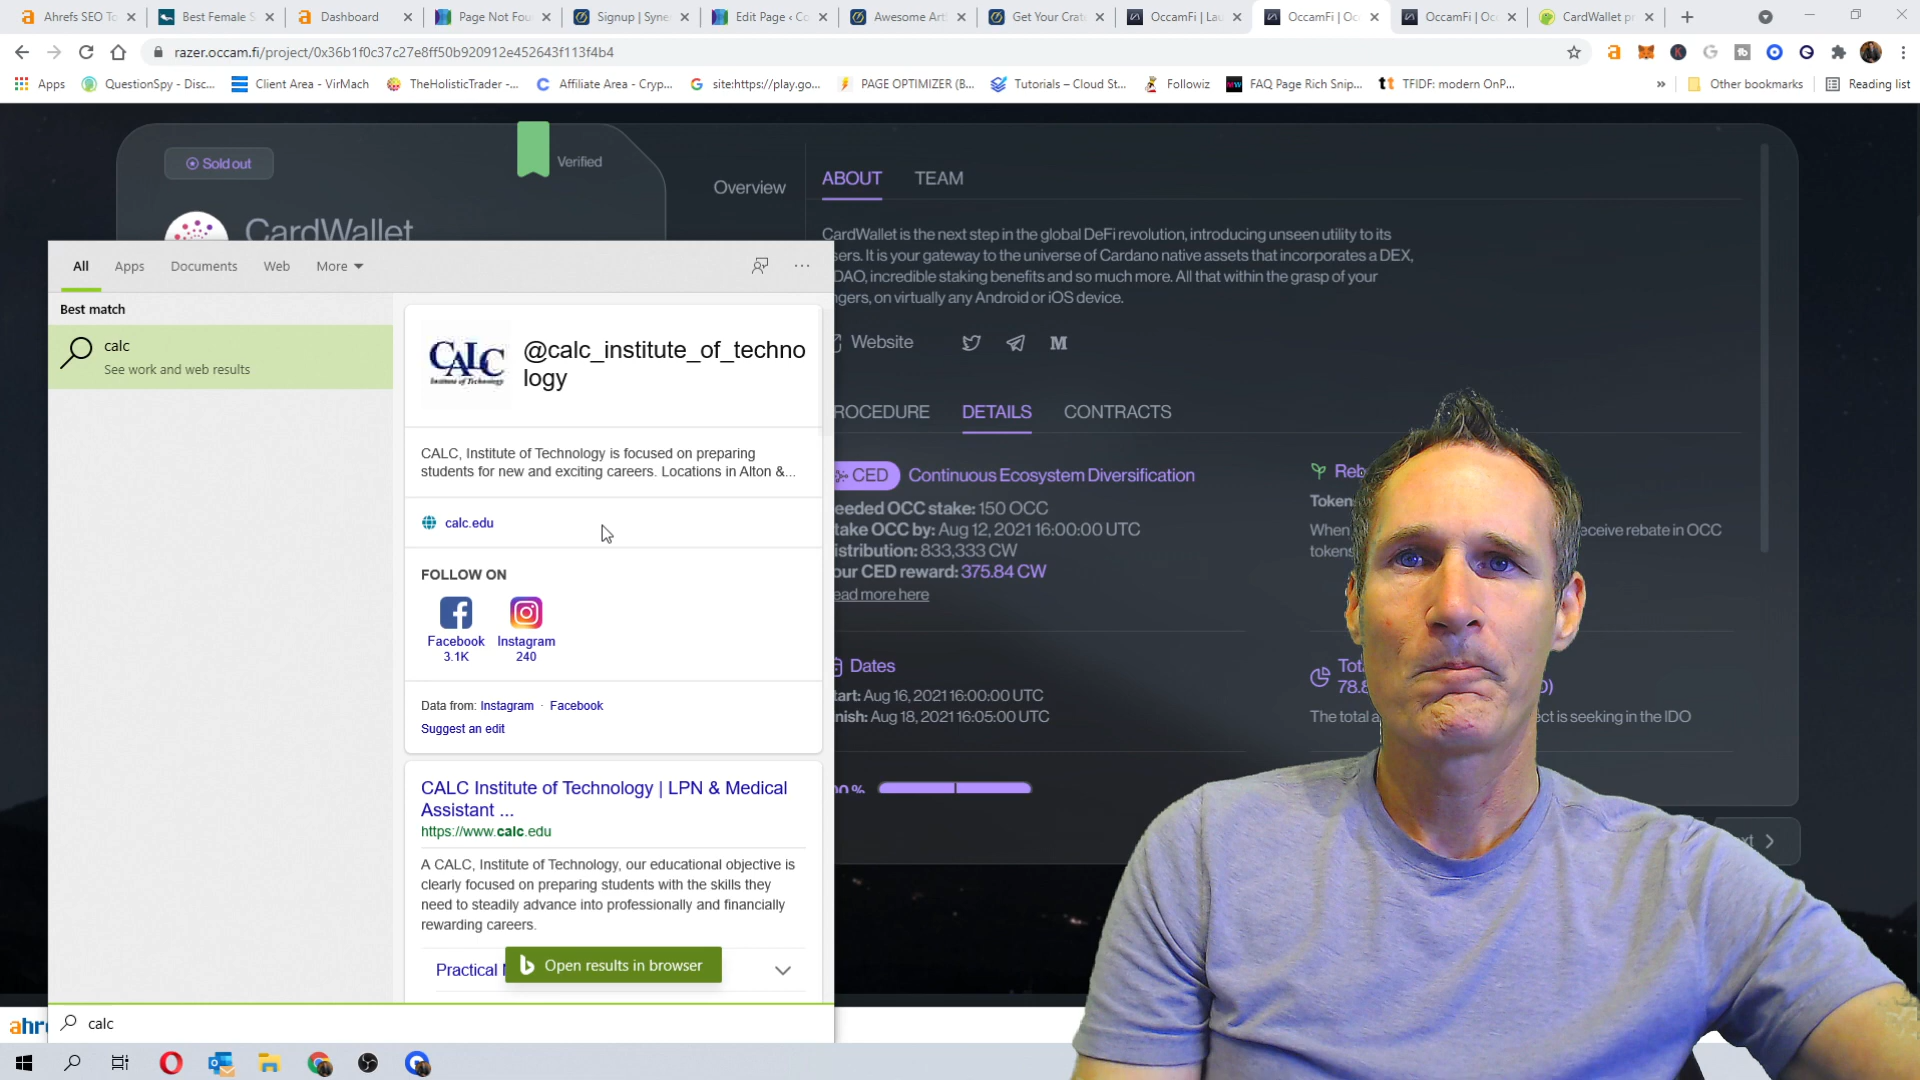 Ahrefs SEO To
Best Female S
Dashboard
Page Not Fou
Signup | Syne
Edit Page ‹ Co
Awesome Art
Get Your Crat
OccamFi | Lau
OccamFi | Oc
OccamFi | Oc
CardWallet p
razer.occam.fi/project/0x36b1f0c37c27e8ff50b920912e452643f113f4b4
Apps
QuestionSpy - Disc...
Client Area - VirMach
TheHolisticTrader -...
Affiliate Area - Cryp...
site:https://play.go...
PAGE OPTIMIZER (B...
Tutorials – Cloud St...
Followiz
FAQ Page Rich Snip...
TFIDF: modern OnP...
Other bookmarks
Reading list
Sold out
Verified
CardWallet
Overview
ABOUT
TEAM
CardWallet is the next step in the global DeFi revolution, introducing unseen utility to its
sers. It is your gateway to the universe of Cardano native assets that incorporates a DEX,
DAO, incredible staking benefits and so much more. All that within the grasp of your
ngers, on virtually any Android or iOS device.
Website
ROCEDURE
DETAILS
CONTRACTS
CED
Continuous Ecosystem Diversification
eeded OCC stake: 150 OCC
take OCC by: Aug 12, 2021 16:00:00 UTC
istribution: 833,333 CW
our CED reward: 375.84 CW
ead more here
Reb
Token
When
eceive rebate in OCC
tokens
Dates
tart: Aug 16, 2021 16:00:00 UTC
nish: Aug 18, 2021 16:05:00 UTC
Tot
78.8
D)
The total a
ect is seeking in the IDO
00 %
xt
All
Apps
Documents
Web
More
Best match
calc
See work and web results
CALC
Institute of Technology
@calc_institute_of_techno
logy
CALC, Institute of Technology is focused on preparing
students for new and exciting careers. Locations in Alton &...
calc.edu
FOLLOW ON
Facebook
3.1K
Instagram
240
Data from: Instagram · Facebook
Suggest an edit
CALC Institute of Technology | LPN & Medical
Assistant ...
https://www.calc.edu
A CALC, Institute of Technology, our educational objective is
clearly focused on preparing students with the skills they
need to steadily advance into professionally and financially
rewarding careers.
Practical
Open results in browser
ahr
calc